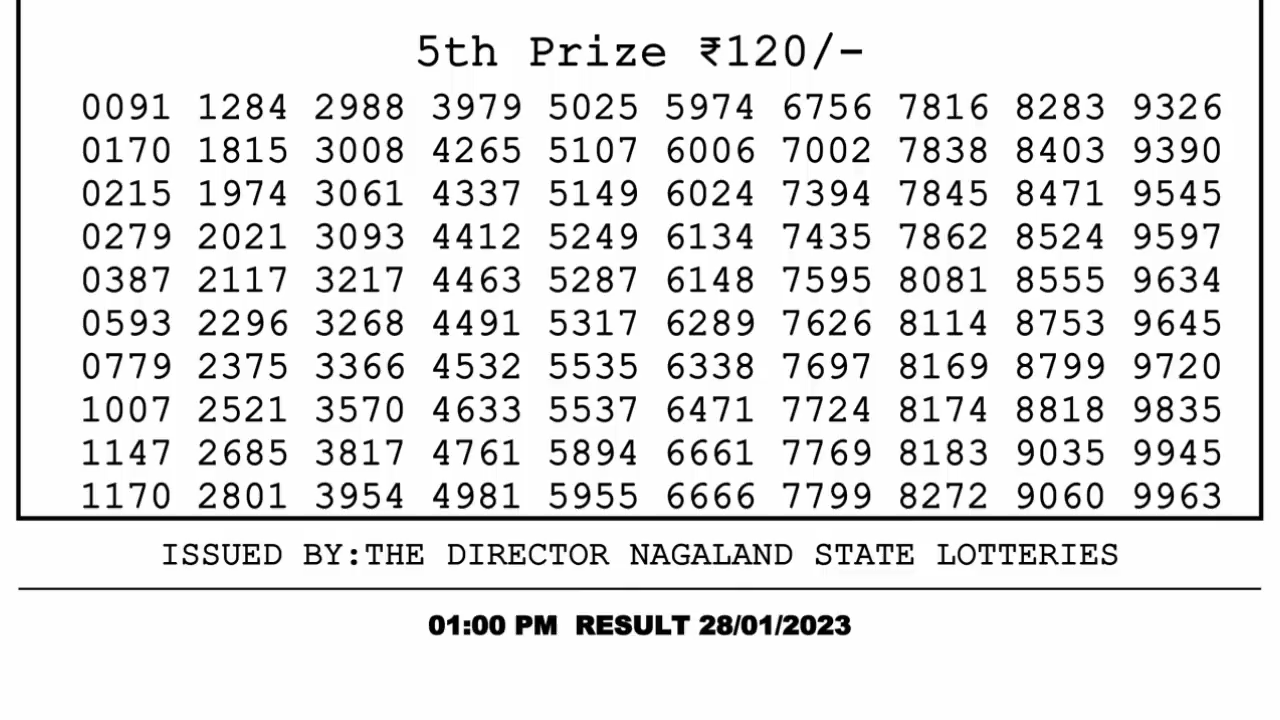 5th Prize ₹120/-
0091 1284 2988 3979 5025 5974 6756 7816 8283 9326
0170 1815 3008 4265 5107 6006 7002 7838 8403 9390
0215 1974 3061 4337 5149 6024 7394 7845 8471 9545
0279 2021 3093 4412 5249 6134 7435 7862 8524 9597
0387 2117 3217 4463 5287 6148 7595 8081 8555 9634
0593 2296 3268 4491 5317 6289 7626 8114 8753 9645
0779 2375 3366 4532 5535 6338 7697 8169 8799 9720
1007 2521 3570 4633 5537 6471 7724 8174 8818 9835
1147 2685 3817 4761 5894 6661 7769 8183 9035 9945
1170 2801 3954 4981 5955 6666 7799 8272 9060 9963
ISSUED BY:THE DIRECTOR NAGALAND STATE LOTTERIES
01:00 PM RESULT 28/01/2023